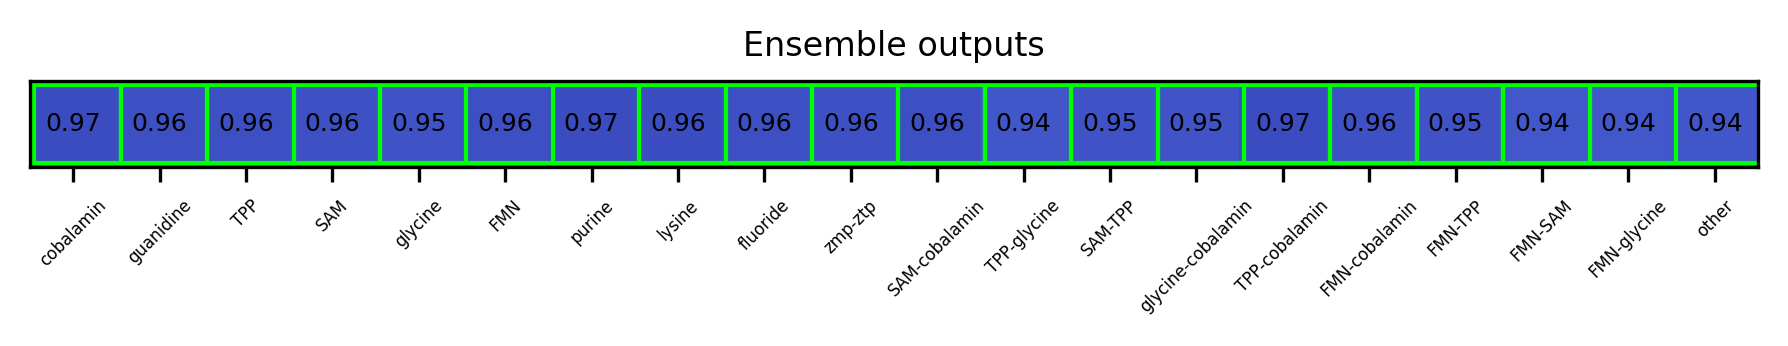 Ensemble outputs
0.97 0.96 0.96 0.96 0.95 0.96 0.97 0.96 0.96 0.96 0.96 0.94 0.95 0.95 0.97 0.96 0.95 0.94 0.94 0.94
cobalamin guanidine TPP SAM glycine FMN purine lysine fluoride zmp-ztp SAM-cobalamin TPP-glycine SAM-TPP glycine-cobalamin TPP-cobalamin FMN-cobalamin FMN-TPP FMN-SAM FMN-glycine other